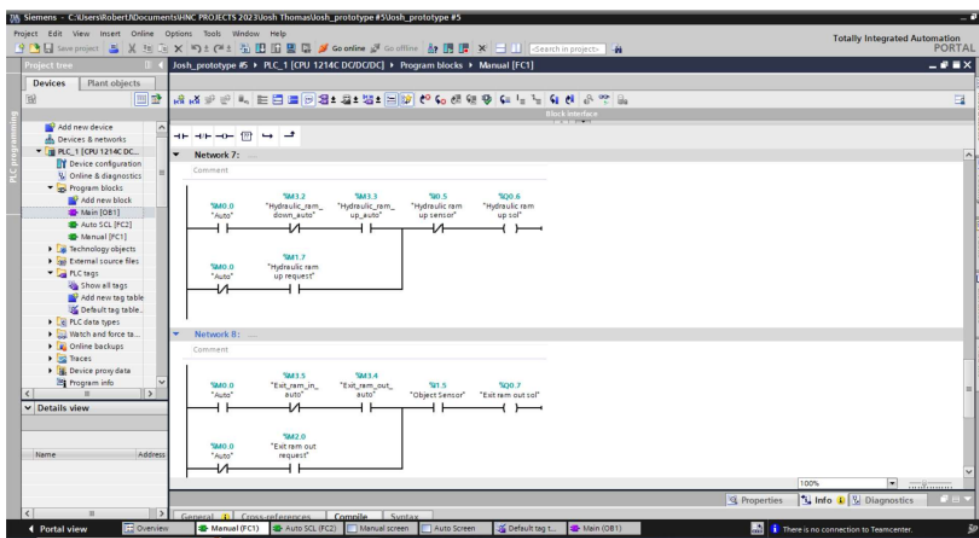 Siemens - C:\Users\RobertJ\Documents\HNC PROJECTS 2023\Josh Thomas\Josh_prototype #5\Josh_prototype #5
Project Edit View Insert Online Options Tools Window Help
Totally Integrated Automation
PORTAL
Save project Go online Go offline <Search in project>
Project tree
Josh_prototype #5 PLC_1 [CPU 1214C DC/DC/DC] Program blocks Manual [FC1]
Devices Plant objects
PLC programming
Block interface
Add new device
Devices & networks
PLC_1 [CPU 1214C DC...
Device configuration
Online & diagnostics
Program blocks
Add new block
Main [OB1]
Auto SCL [FC2]
Manual [FC1]
Technology objects
External source files
PLC tags
Show all tags
Add new tag table
Default tag table..
PLC data types
Watch and force ta...
Online backups
Traces
Device proxy data
Program info
Details view
Name Address
Network 7: ......
Comment
%M3.2 %M3.3 %I0.5 %Q0.6
%M0.0 "Hydraulic_ram_ "Hydraulic_ram_ "Hydraulic ram "Hydraulic ram
"Auto" down_auto" up_auto" up sensor" up sol"
%M1.7
%M0.0 "Hydraulic ram
"Auto" up request"
Network 8: ......
Comment
%M3.5 %M3.4
%M0.0 "Exit_ram_in_ "Exit_ram_out_ %I1.5 %Q0.7
"Auto" auto" auto" "Object Sensor" "Exit ram out sol"
%M2.0
%M0.0 "Exit ram out
"Auto" request"
100%
Properties Info Diagnostics
General Cross-references Compile Syntax
Portal view Overview Manual (FC1) Auto SCL (FC2) Manual screen Auto Screen Default tag t... Main (OB1) There is no connection to Teamcenter.